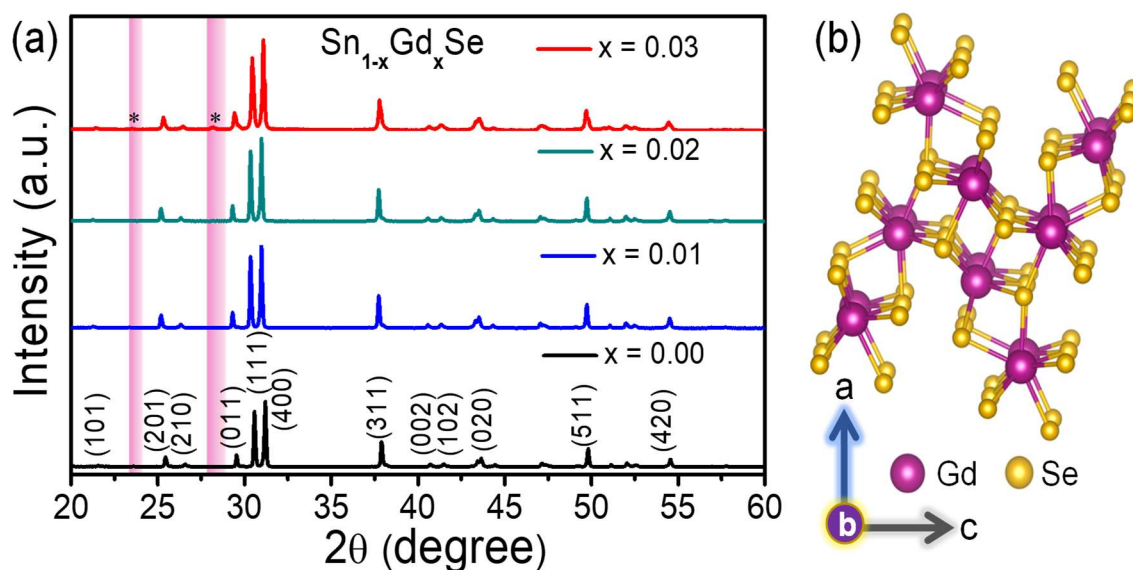 (a)
Sn1-xGdxSe
x = 0.03
* *
x = 0.02
x = 0.01
x = 0.00
(101)
(201)
(210)
(011)
(111)
(400)
(311)
(002)
(102)
(020)
(511)
(420)
Intensity (a.u.)
20 25 30 35 40 45 50 55 60
2θ (degree)
(b)
a
b
c
Gd Se